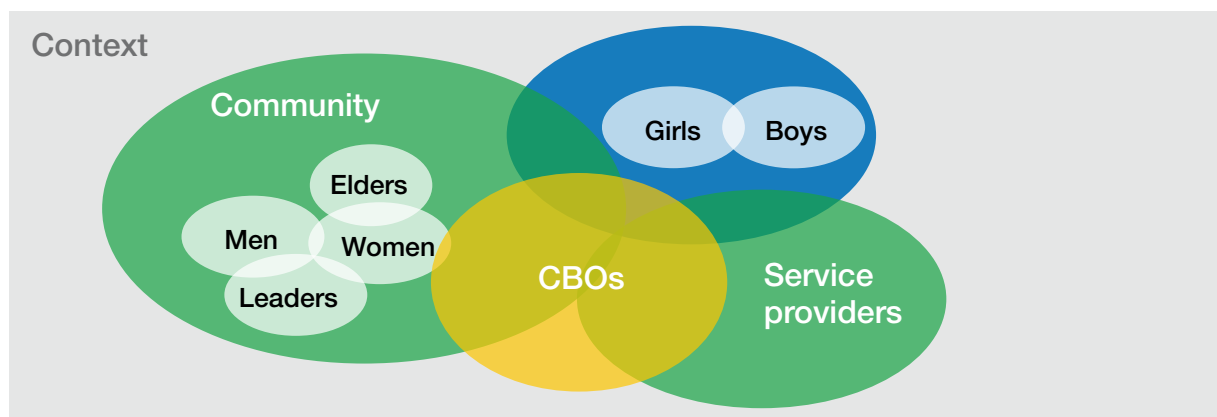 Context
Community
Girls
Boys
Elders
Men
Women
Leaders
CBOs
Service
providers